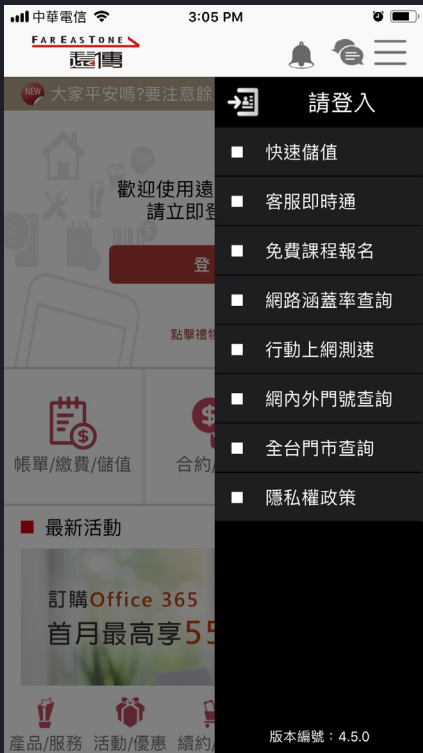 中華電信
3:05 PM
FAREASTONE
遠傳
NEW 大家平安嗎?要注意餘
請登入
歡迎使用遠
請立即登
登
點擊禮物
快速儲值
客服即時通
免費課程報名
網路涵蓋率查詢
行動上網測速
網內外門號查詢
全台門市查詢
隱私權政策
帳單/繳費/儲值
合約/
最新活動
訂購Office 365
首月最高享55
產品/服務
活動/優惠
續約/
版本編號：4.5.0